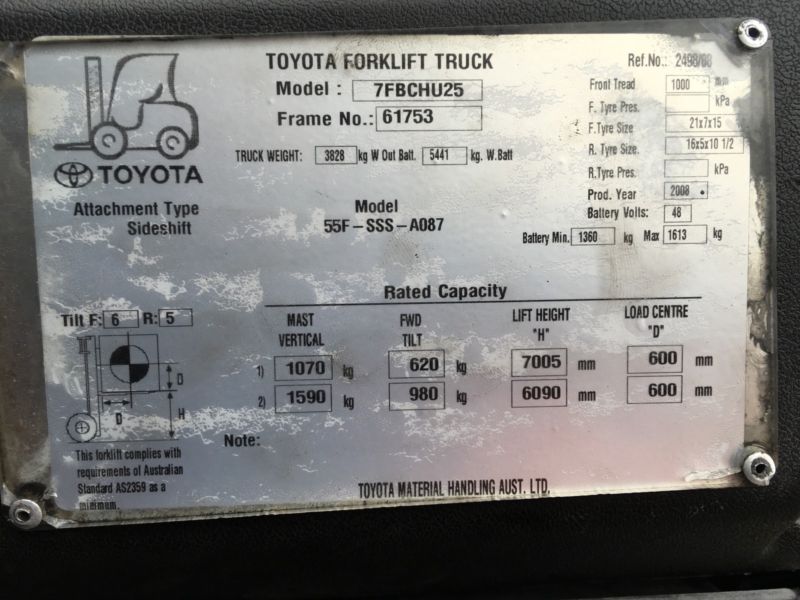 TOYOTA FORKLIFT TRUCK
Ref.No.: 2498/88
Model : 7FBCHU25
Frame No.: 61753
TRUCK WEIGHT: 3828 kg W Out Batt. 5441 kg. W.Batt
Front Tread 1000 mm
F. Tyre Pres. kPa
F.Tyre Size 21x7x15
R. Tyre Size. 16x5x10 1/2
R.Tyre Pres. kPa
Prod. Year 2008
Battery Volts: 48
Battery Min. 1360 kg Max 1613 kg
TOYOTA
Attachment Type Model
Sideshift 55F-SSS-A087
Rated Capacity
Tilt F: 6 R: 5
MAST VERTICAL FWD TILT LIFT HEIGHT "H" LOAD CENTRE "D"
1) 1070 kg 620 kg 7005 mm 600 mm
2) 1590 kg 980 kg 6090 mm 600 mm
D
D
H
Note:
This forklift complies with
requirements of Australian
Standard AS2359 as a
minimum.
TOYOTA MATERIAL HANDLING AUST. LTD.